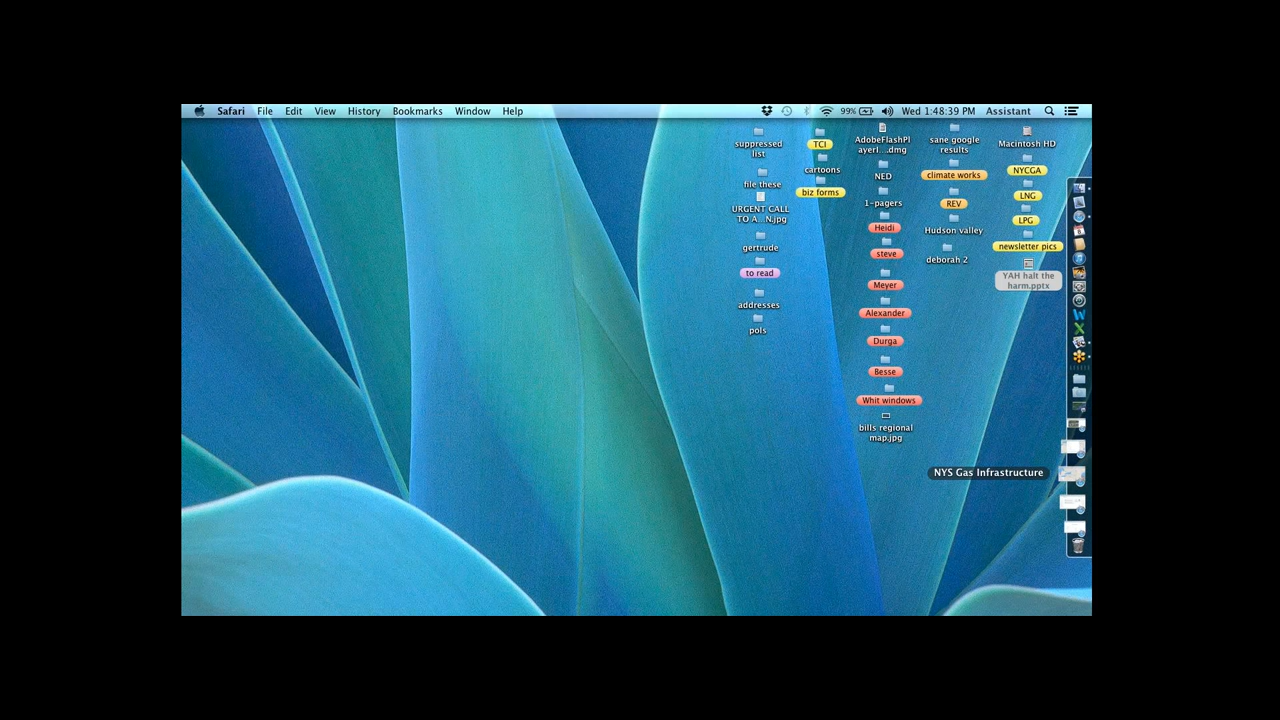 Safari File Edit View History Bookmarks Window Help 99% Wed 1:48:39 PM Assistant
suppressed
list
file these
URGENT CALL
TO A...N.jpg
gertrude
to read
addresses
pols
TCI
cartoons
biz forms
AdobeFlashPl
ayerI....dmg
NED
1-pagers
Heidi
steve
Meyer
Alexander
Durga
Besse
Whit windows
bills regional
map.jpg
sane google
results
climate works
REV
Hudson valley
deborah 2
Macintosh HD
NYCGA
LNG
LPG
newsletter pics
YAH halt the
harm.pptx
NYS Gas Infrastructure